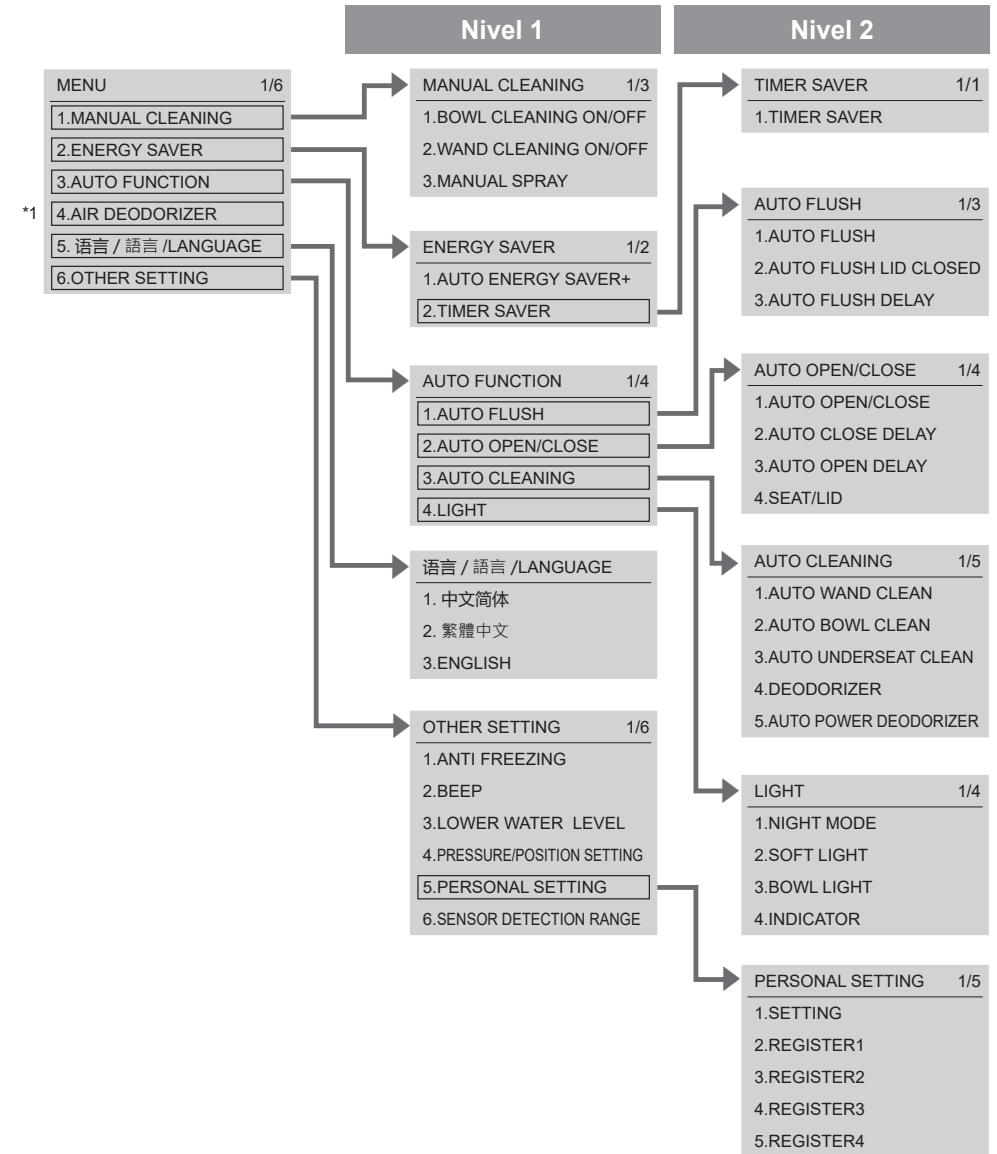 Nivel 1
Nivel 2
MENU 1/6
1.MANUAL CLEANING
2.ENERGY SAVER
3.AUTO FUNCTION
*1 4.AIR DEODORIZER
5. 语言 / 語言 /LANGUAGE
6.OTHER SETTING
MANUAL CLEANING 1/3
1.BOWL CLEANING ON/OFF
2.WAND CLEANING ON/OFF
3.MANUAL SPRAY
ENERGY SAVER 1/2
1.AUTO ENERGY SAVER+
2.TIMER SAVER
AUTO FUNCTION 1/4
1.AUTO FLUSH
2.AUTO OPEN/CLOSE
3.AUTO CLEANING
4.LIGHT
语言 / 語言 /LANGUAGE
1. 中文简体
2. 繁體中文
3.ENGLISH
OTHER SETTING 1/6
1.ANTI FREEZING
2.BEEP
3.LOWER WATER LEVEL
4.PRESSURE/POSITION SETTING
5.PERSONAL SETTING
6.SENSOR DETECTION RANGE
TIMER SAVER 1/1
1.TIMER SAVER
AUTO FLUSH 1/3
1.AUTO FLUSH
2.AUTO FLUSH LID CLOSED
3.AUTO FLUSH DELAY
AUTO OPEN/CLOSE 1/4
1.AUTO OPEN/CLOSE
2.AUTO CLOSE DELAY
3.AUTO OPEN DELAY
4.SEAT/LID
AUTO CLEANING 1/5
1.AUTO WAND CLEAN
2.AUTO BOWL CLEAN
3.AUTO UNDERSEAT CLEAN
4.DEODORIZER
5.AUTO POWER DEODORIZER
LIGHT 1/4
1.NIGHT MODE
2.SOFT LIGHT
3.BOWL LIGHT
4.INDICATOR
PERSONAL SETTING 1/5
1.SETTING
2.REGISTER1
3.REGISTER2
4.REGISTER3
5.REGISTER4